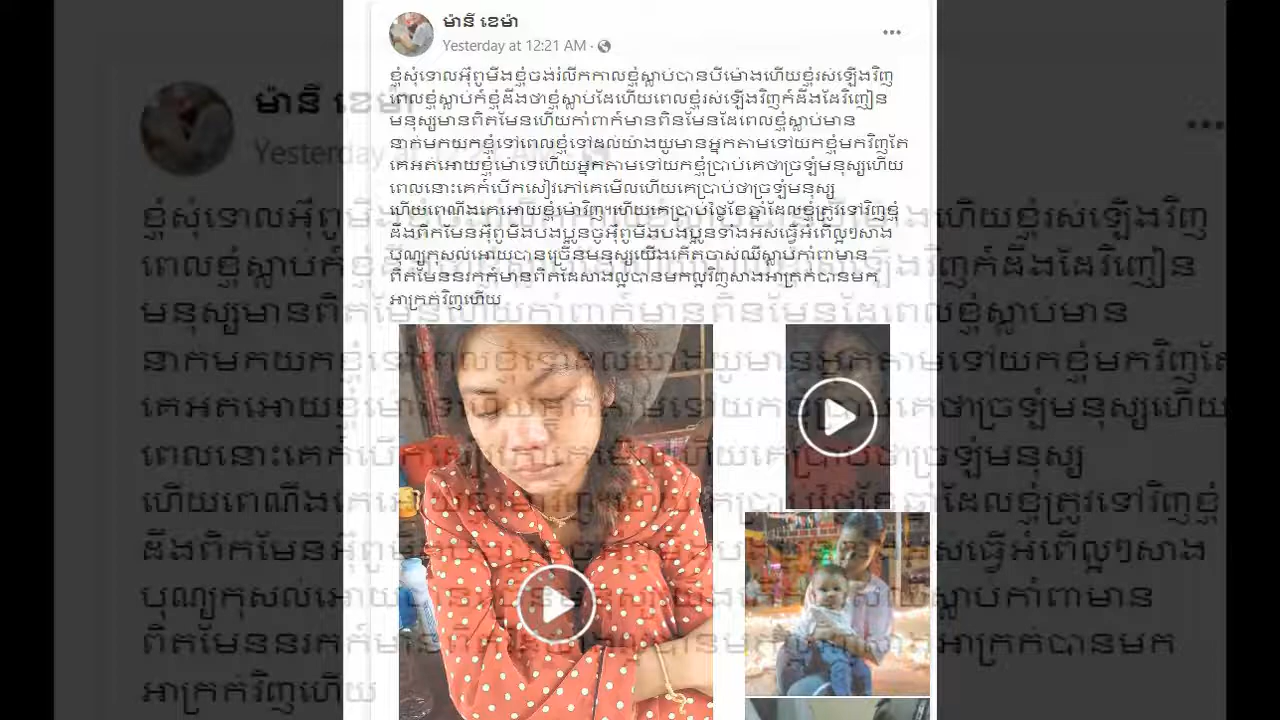 ម៉ានី ខេម៉ា
Yesterday at 12:21 AM ·
ខ្ញុំសុំទោលអ៊ីពូមីងខ្ញុំចង់រំលឹកកាលខ្ញុំស្លាប់បានបីម៉ោងហើយខ្ញុំរស់ឡើងវិញ
ពេលខ្ញុំស្លាប់ក៍ខ្ញុំដឹងថាខ្ញុំស្លាប់ដែហើយពេលខ្ញុំរស់ឡើងវិញក៍ដឹងដែរវិញៀន
មនុស្សមានពិតមែនហើយកាំពាក៍មានពិនមែនដែពេលខ្ញុំស្លាប់មាន
នាក់មកយកខ្ញុំទៅពេលខ្ញុំទៅដល់យ៉ាងយូមានអ្នកតាមទៅយកខ្ញុំមកវិញតែ
គេអត់អោយខ្ញុំម៉ោទេហើយអ្នកតាមទៅយកខ្ញុំប្រាប់គេថាច្រឡំមនុស្សហើយ
ពេលនោះគេក៍បើកសៀវភៅគេមើលហើយគេប្រាប់ថាច្រឡំមនុស្ស
ហើយពេណឹងគេអោយខ្ញុំម៉ោវិញ។ហើយគេប្រាប់ថ្ងៃខែឆ្នាំដែលខ្ញុំត្រូវទៅវិញខ្ញុំ
ដឹងពិកមែនអ៊ីពូមីងបងប្អូនចូអ៊ីពូមីងបងប្អូនទាំងអស់ធ្វើអំពើល្អៗសាង
បុណ្យកុសល់អោយបានច្រើនមនុស្សយើងកើតចាស់ឈឺស្លាប់កាំពាមាន
ពិតមែននរកក៍មានពិតដែសាងល្អបានមកល្អវិញសាងអាក្រក់បានមក
អាក្រក់វិញហើយ